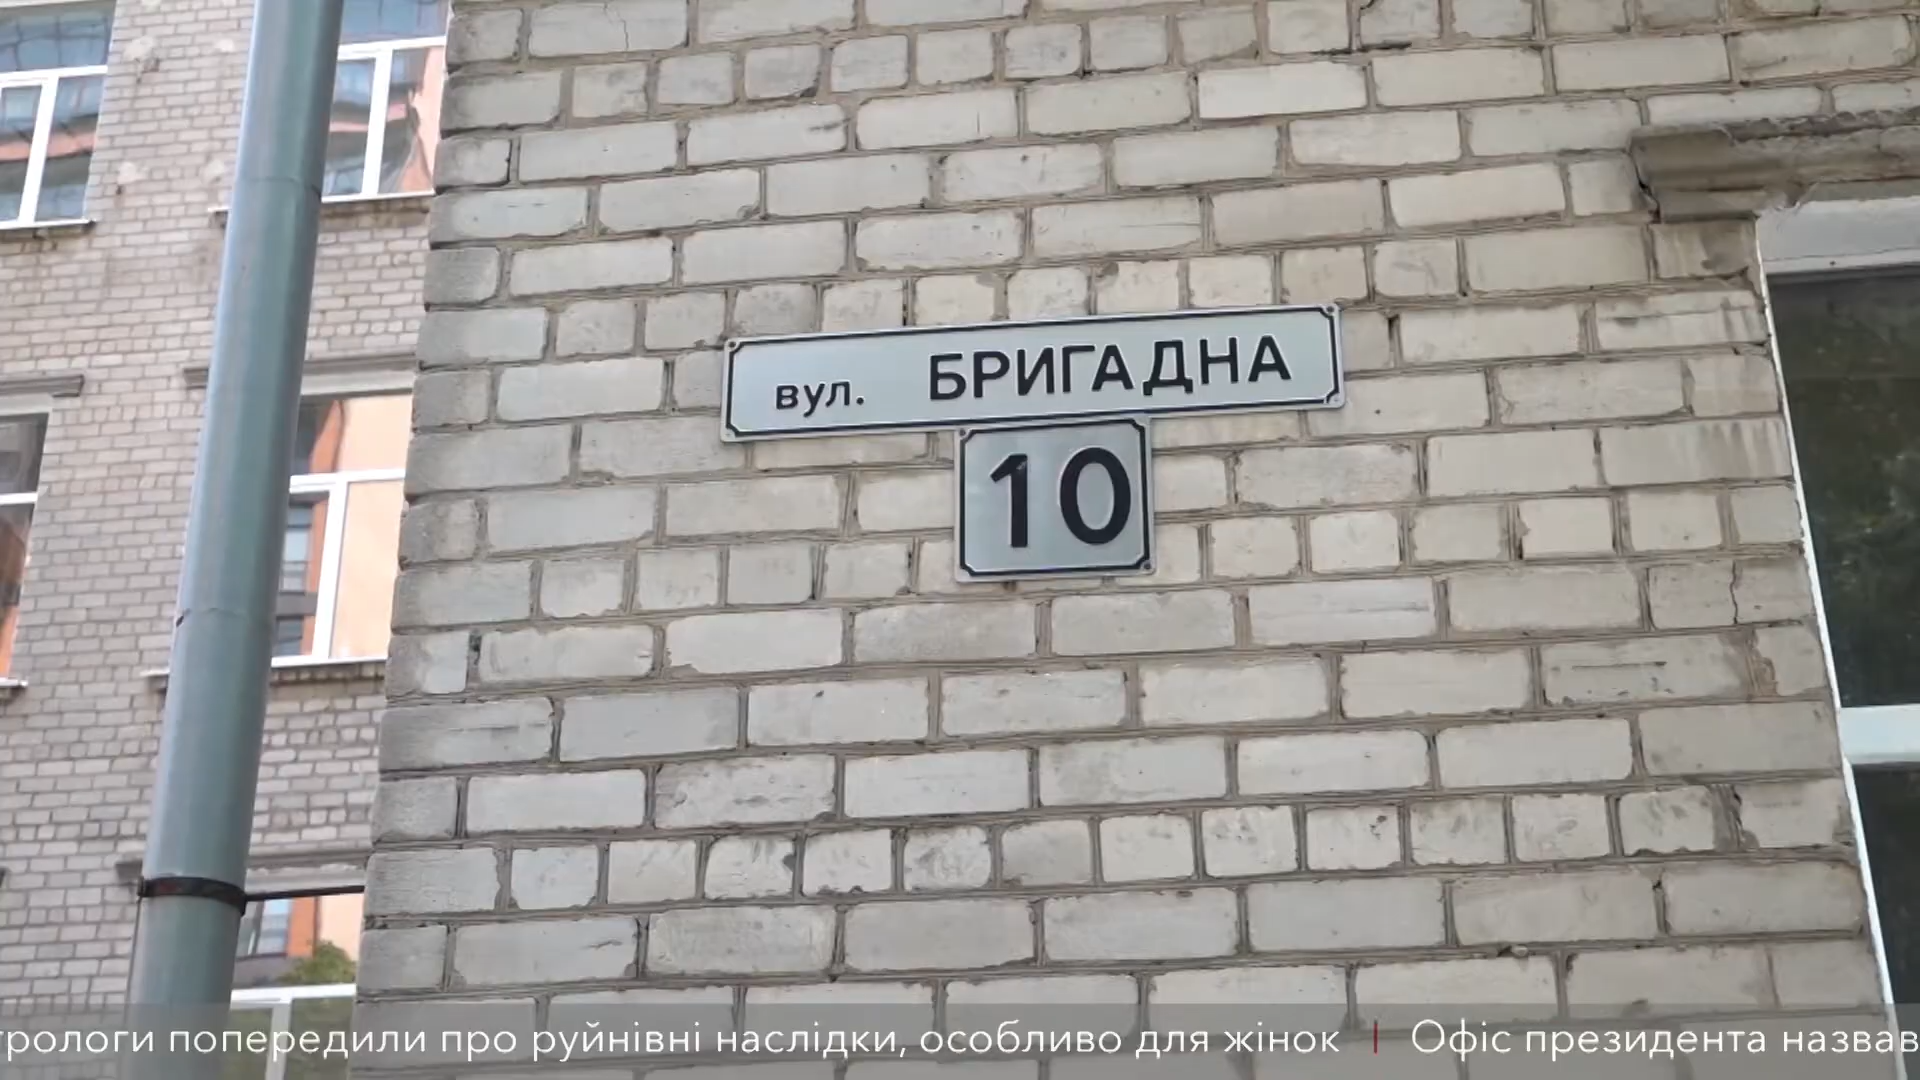 вул. БРИГАДНА
10
трологи попередили про руйнівні наслідки, особливо для жінок | Офіс президента назвав